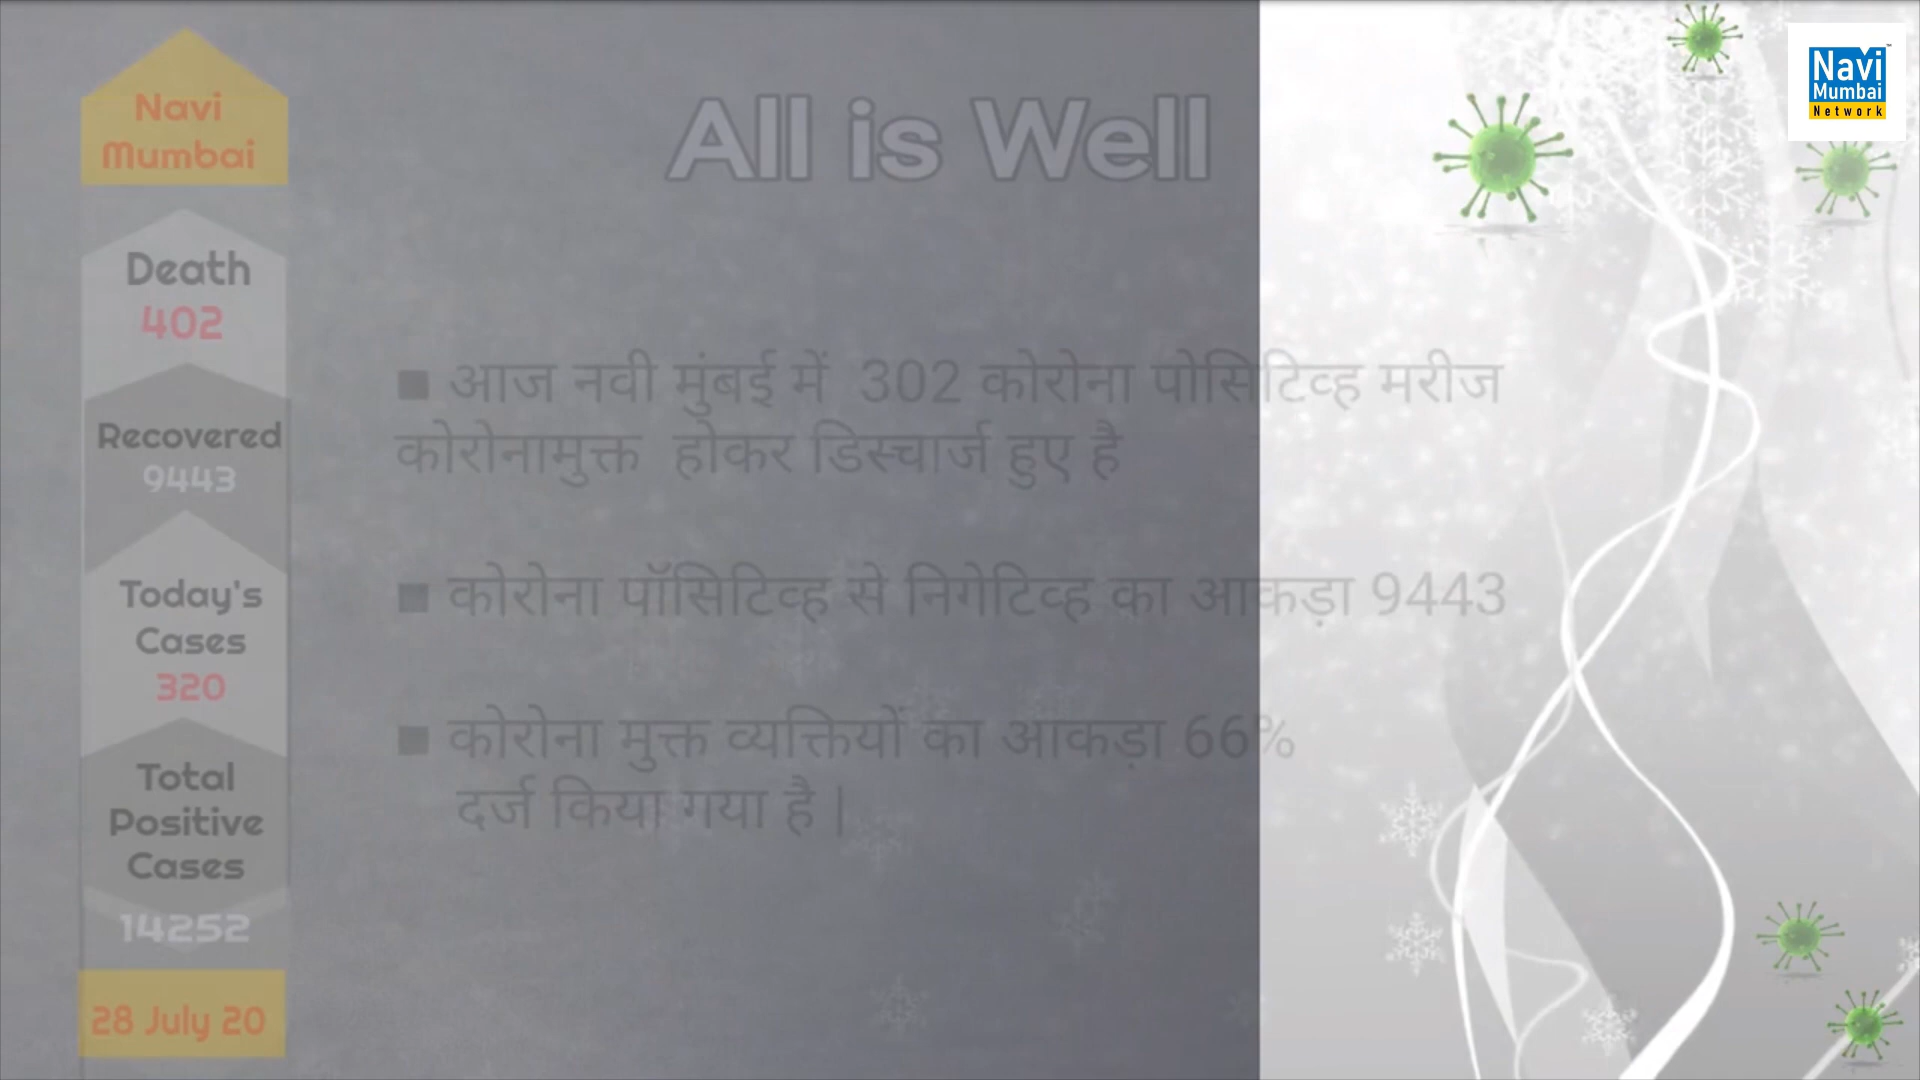 Navi
Mumbai
Death
402
Recovered
9443
Today's
Cases
320
Total
Positive
Cases
14252
28 July 20
All is Well
■ आज नवी मुंबई में 302 कोरोना पोसिटिव्ह मरीज
कोरोनामुक्त होकर डिस्चार्ज हुए है
■ कोरोना पॉसिटिव्ह से निगेटिव्ह का आकड़ा 9443
■ कोरोना मुक्त व्यक्तियों का आकड़ा 66%
दर्ज किया गया है |
Navi
Mumbai
Network